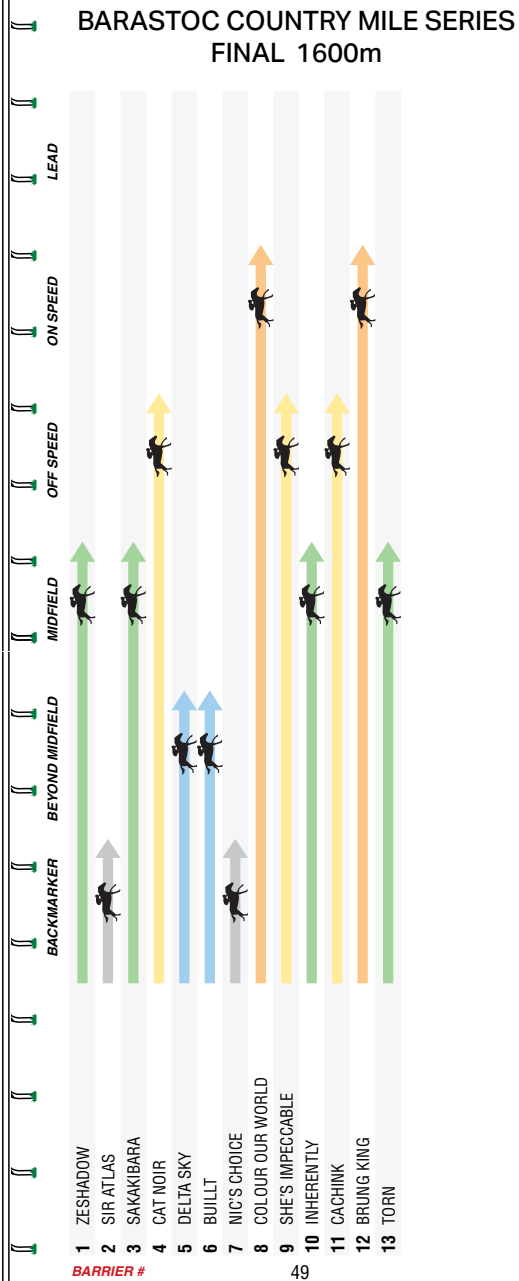 BARASTOC COUNTRY MILE SERIES
FINAL 1600m
LEAD
ON SPEED
OFF SPEED
MIDFIELD
BEYOND MIDFIELD
BACKMARKER
1 ZESHADOW
2 SIR ATLAS
3 SAKAKIBARA
4 CAT NOIR
5 DELTA SKY
6 BUILLT
7 NIC'S CHOICE
8 COLOUR OUR WORLD
9 SHE'S IMPECCABLE
10 INHERENTLY
11 CACHINK
12 BRUNG KING
13 TORN
BARRIER #
49